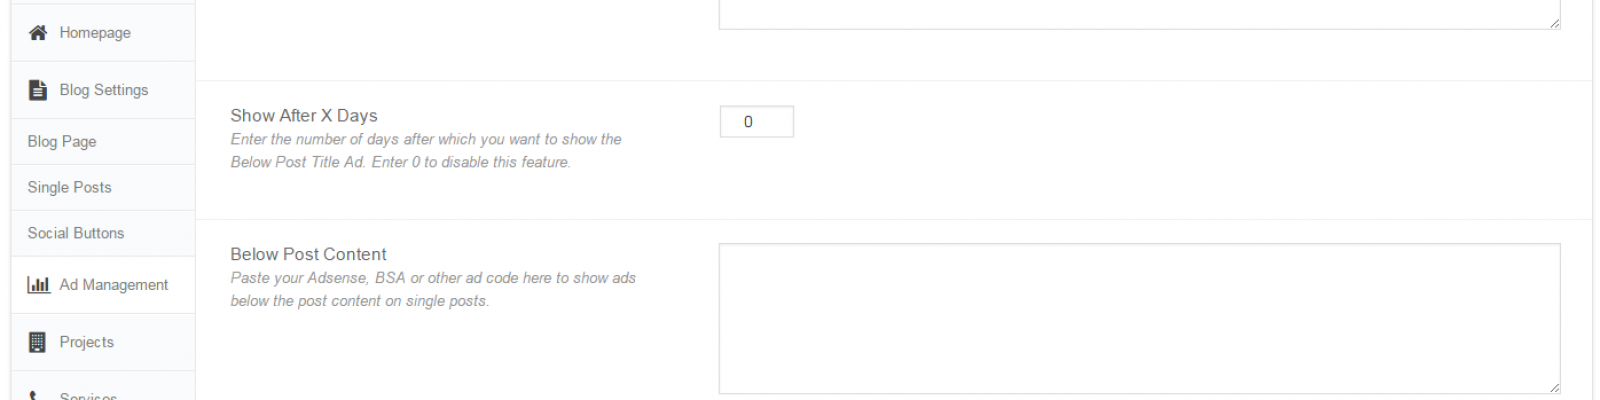 Homepage
Blog Settings
Blog Page
Single Posts
Social Buttons
Ad Management
Projects
Show After X Days
Enter the number of days after which you want to show the
Below Post Title Ad. Enter 0 to disable this feature.
0
Below Post Content
Paste your Adsense, BSA or other ad code here to show ads
below the post content on single posts.